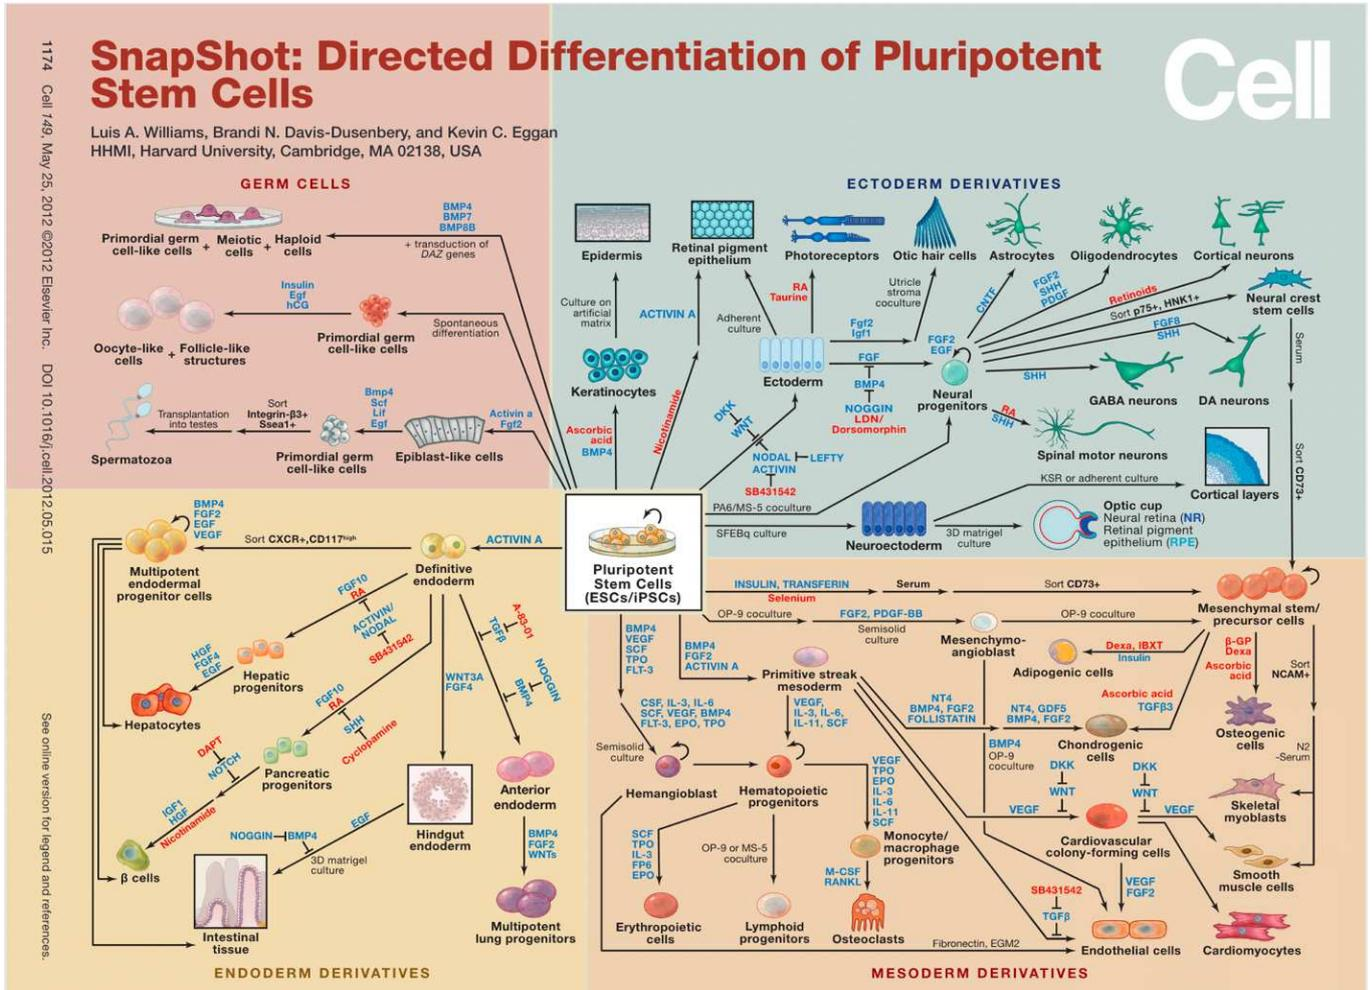 SnapShot: Directed Differentiation of Pluripotent
Stem Cells
Cell
Luis A. Williams, Brandi N. Davis-Dusenbery, and Kevin C. Eggan
HHMI, Harvard University, Cambridge, MA 02138, USA
1174 Cell 149, May 25, 2012 ©2012 Elsevier Inc. DOI 10.1016/j.cell.2012.05.015
See online version for legend and references.
GERM CELLS
BMP4
BMP7
BMP8B
+ transduction of
DAZ genes
Primordial germ
cell-like cells
+
Meiotic
cells
+
Haploid
cells
Insulin
Egf
hCG
Spontaneous
differentiation
Primordial germ
cell-like cells
Oocyte-like
cells
+
Follicle-like
structures
Transplantation
into testes
Sort
Integrin-β3+
Ssea1+
Bmp4
Scf
Lif
Egf
Activin a
Fgf2
Spermatozoa
Primordial germ
cell-like cells
Epiblast-like cells
ECTODERM DERIVATIVES
Epidermis
Retinal pigment
epithelium
Photoreceptors
Otic hair cells
Astrocytes
Oligodendrocytes
Cortical neurons
Culture on
artificial
matrix
ACTIVIN A
Adherent
culture
RA
Taurine
Utricle
stroma
coculture
CNTF
FGF2
SHH
PDGF
Retinoids
Sort p75+, HNK1+
FGF8
SHH
Neural crest
stem cells
Serum
Keratinocytes
Ascorbic
acid
BMP4
Nicotinamide
Ectoderm
Fgf2
Igf1
FGF
BMP4
NOGGIN
LDN/
Dorsomorphin
FGF2
EGF
Neural
progenitors
SHH
GABA neurons
DA neurons
RA
SHH
Spinal motor neurons
DKK
WNT
NODAL
ACTIVIN
LEFTY
SB431542
PA6/MS-5 coculture
SFEBq culture
Neuroectoderm
KSR or adherent culture
Cortical layers
3D matrigel
culture
Optic cup
Neural retina (NR)
Retinal pigment
epithelium (RPE)
Sort CD73+
Pluripotent
Stem Cells
(ESCs/iPSCs)
BMP4
FGF2
EGF
VEGF
Sort CXCR+,CD117high
ACTIVIN A
Multipotent
endodermal
progenitor cells
Definitive
endoderm
FGF10
RA
ACTIVIN/
NODAL
SB431542
HGF
FGF4
EGF
Hepatic
progenitors
Hepatocytes
FGF10
RA
SHH
Cyclopamine
WNT3A
FGF4
A-83-01
TGFβ
NOGGIN
BMP4
DAPT
NOTCH
Pancreatic
progenitors
IGF1
HGF
Nicotinamide
β cells
Hindgut
endoderm
Anterior
endoderm
NOGGIN
BMP4
EGF
3D matrigel
culture
Intestinal
tissue
BMP4
FGF2
WNTs
Multipotent
lung progenitors
ENDODERM DERIVATIVES
INSULIN, TRANSFERIN
Selenium
Serum
Sort CD73+
Mesenchymal stem/
precursor cells
OP-9 coculture
FGF2, PDGF-BB
Semisolid
culture
Mesenchymo-
angioblast
OP-9 coculture
BMP4
VEGF
SCF
TPO
FLT-3
BMP4
FGF2
ACTIVIN A
Primitive streak
mesoderm
Adipogenic cells
Dexa, IBXT
Insulin
β-GP
Dexa
Ascorbic
acid
Sort
NCAM+
CSF, IL-3, IL-6
SCF, VEGF, BMP4
FLT-3, EPO, TPO
VEGF,
IL-3, IL-6,
IL-11, SCF
NT4
BMP4, FGF2
FOLLISTATIN
NT4, GDF5
BMP4, FGF2
Ascorbic acid
TGFβ3
Chondrogenic
cells
Osteogenic
cells
N2
-Serum
Semisolid
culture
Hemangioblast
Hematopoietic
progenitors
VEGF
TPO
EPO
IL-3
IL-6
IL-11
SCF
BMP4
OP-9
coculture
DKK
WNT
DKK
WNT
VEGF
VEGF
Skeletal
myoblasts
Cardiovascular
colony-forming cells
Smooth
muscle cells
SCF
TPO
IL-3
FP6
EPO
OP-9 or MS-5
coculture
Monocyte/
macrophage
progenitors
M-CSF
RANKL
SB431542
TGFβ
VEGF
FGF2
Erythropoietic
cells
Lymphoid
progenitors
Osteoclasts
Fibronectin, EGM2
Endothelial cells
Cardiomyocytes
MESODERM DERIVATIVES